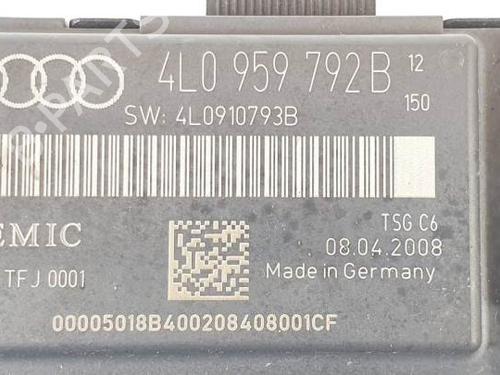 4L0 959 792 B 12
150
SW: 4L0910793B
EMIC
TSG C6
08.04.2008
TFJ 0001
Made in Germany
00005018B400208408001CF
B-PARTS